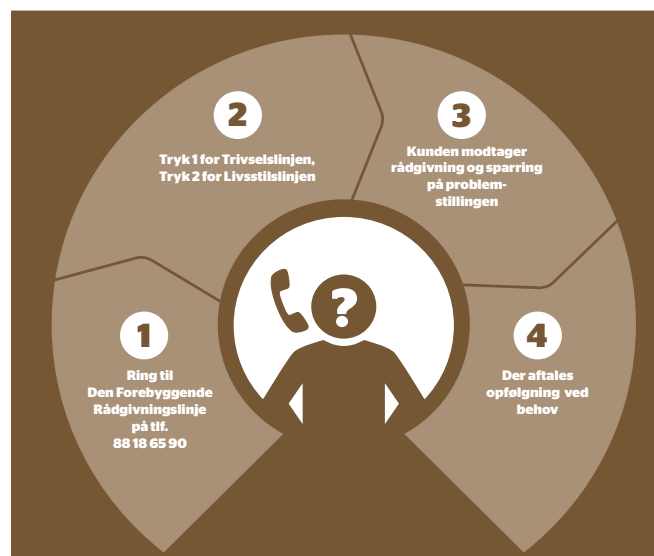 1
Ring til
Den Forebyggende
Rådgivningslinje
på tlf.
88 18 65 90
2
Tryk 1 for Trivselslinjen,
Tryk 2 for Livsstilslinjen
3
Kunden modtager
rådgivning og sparring
på problem-
stillingen
4
Der aftales
opfølgning ved
behov
?